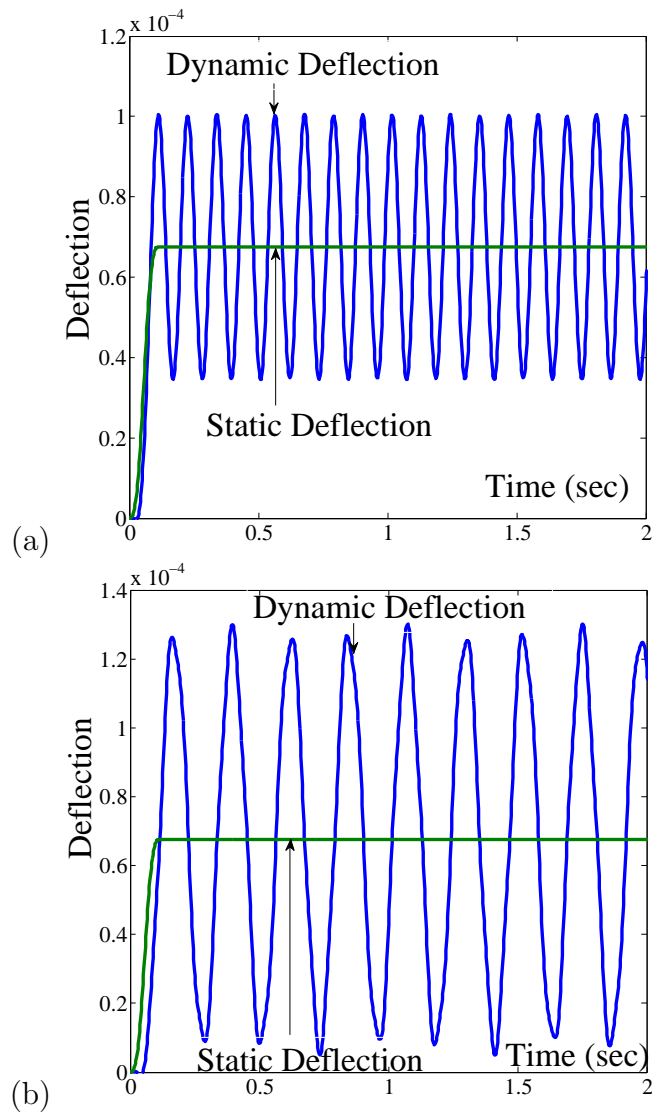 x 10⁻⁴
1.2
Dynamic Deflection
1
0.8
Deflection
0.6
0.4
Static Deflection
0.2
Time (sec)
0
0 0.5 1 1.5 2
(a)
x 10⁻⁴
1.4
Dynamic Deflection
1.2
1
0.8
Deflection
0.6
0.4
0.2
Static Deflection
Time (sec)
0
0 0.5 1 1.5 2
(b)